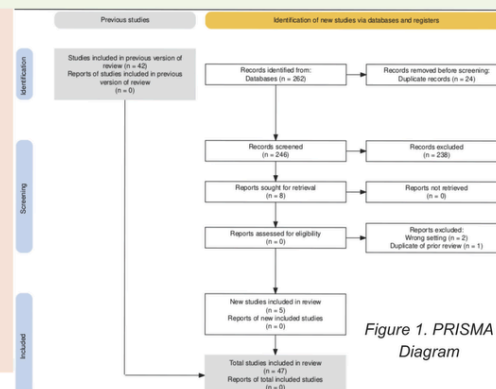 Previous studies
Identification of new studies via databases and registers
Identification
Studies included in previous version of
review (n = 42)
Reports of studies included in previous
version of review
(n = 0)
Records identified from:
Databases (n = 262)
Records removed before screening:
Duplicate records (n = 24)
Screening
Records screened
(n = 246)
Records excluded
(n = 238)
Reports sought for retrieval
(n = 8)
Reports not retrieved
(n = 0)
Reports assessed for eligibility
(n = 0)
Reports excluded:
Wrong setting (n = 2)
Duplicate of prior review (n = 1)
Included
New studies included in review
(n = 5)
Reports of new included studies
(n = 0)
Total studies included in review
(n = 47)
Reports of total included studies
(n = 0)
Figure 1. PRISMA
Diagram